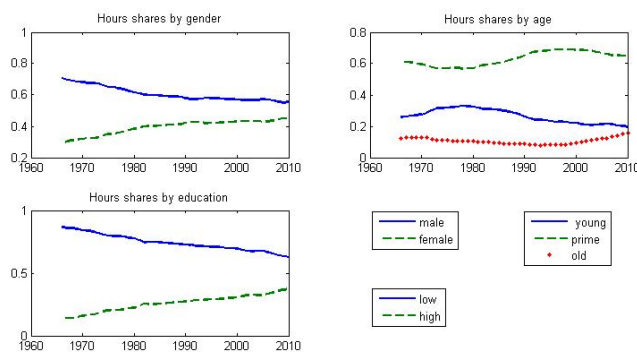 Hours shares by gender
1
0.8
0.6
0.4
0.2
1960 1970 1980 1990 2000 2010
Hours shares by age
0.8
0.6
0.4
0.2
0
1960 1970 1980 1990 2000 2010
Hours shares by education
1
0.5
0
1960 1970 1980 1990 2000 2010
male
female
young
prime
old
low
high